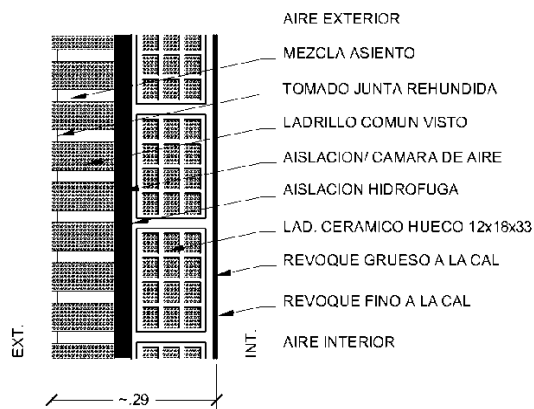 AIRE EXTERIOR
MEZCLA ASIENTO
TOMADO JUNTA REHUNDIDA
LADRILLO COMUN VISTO
AISLACION/ CAMARA DE AIRE
AISLACION HIDROFUGA
LAD. CERAMICO HUECO 12x18x33
REVOQUE GRUESO A LA CAL
REVOQUE FINO A LA CAL
AIRE INTERIOR
EXT.
INT.
~.29